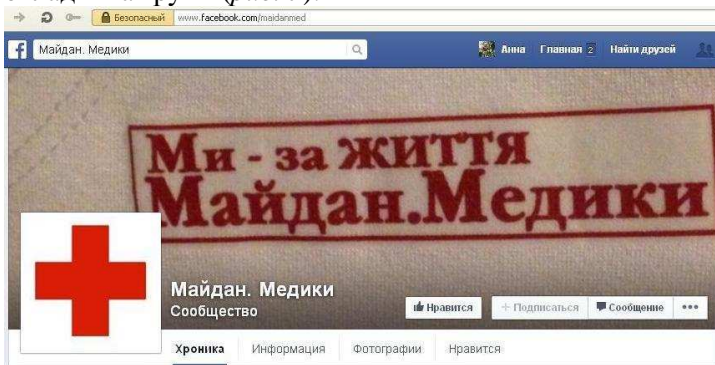 Безопасный www.facebook.com/maidanmed
f Майдан. Медики Анна Главная 2 Найти друзей
Ми - за життя
Майдан.Медики
Майдан. Медики
Сообщество
Нравится + Подписаться Сообщение •••
Хроника Информация Фотографии Нравится